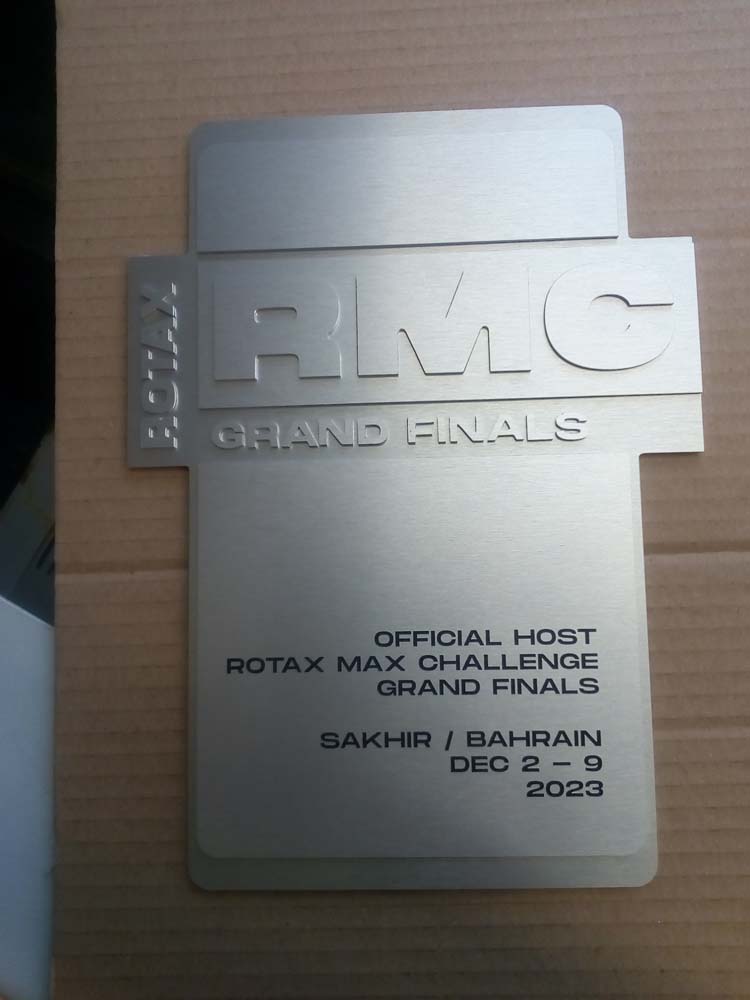 ROTAX
RMC
GRAND FINALS
OFFICIAL HOST
ROTAX MAX CHALLENGE
GRAND FINALS
SAKHIR / BAHRAIN
DEC 2 – 9
2023